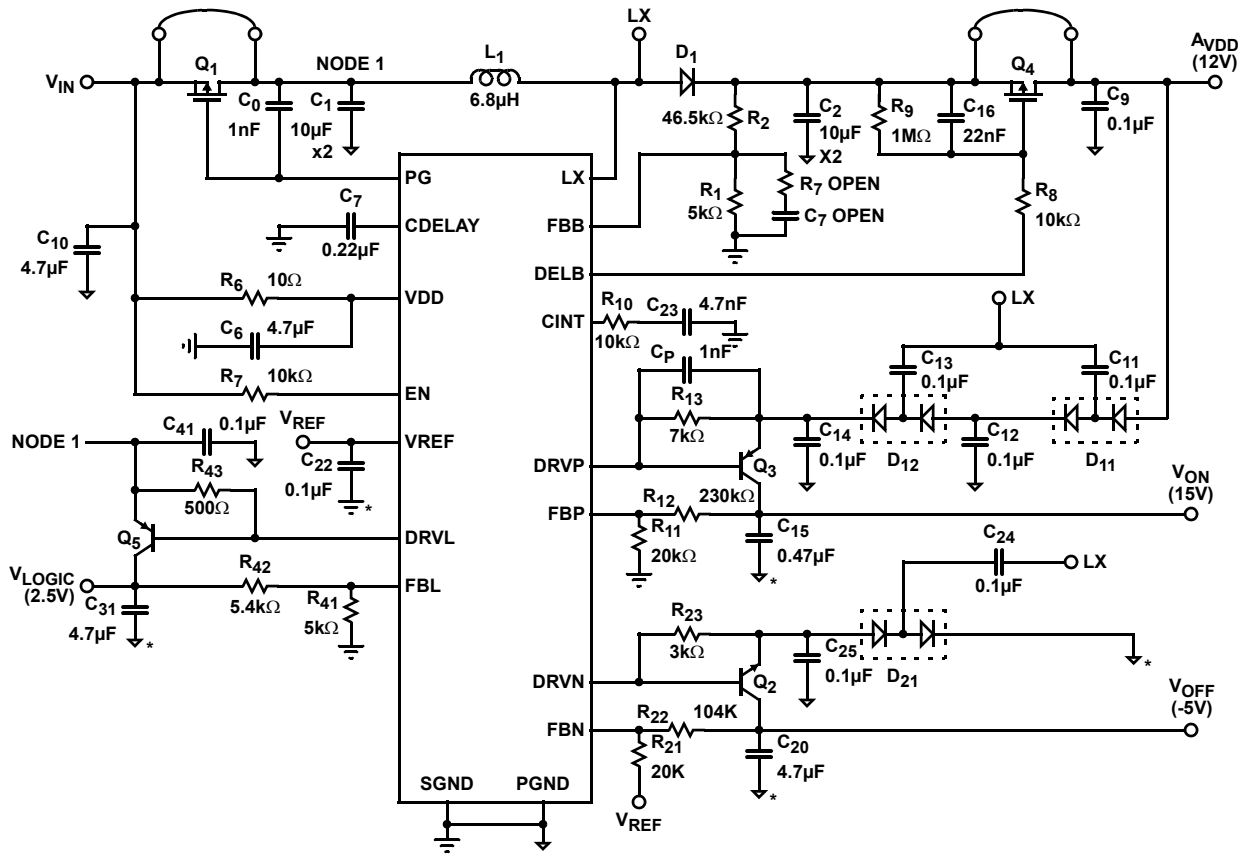 LX
AVDD
(12V)
VIN
Q1
NODE 1
L1
6.8µH
D1
Q4
C0
1nF
C1
10µF
x2
46.5kΩ
R2
C2
10µF
X2
R9
1MΩ
C16
22nF
C9
0.1µF
PG
LX
C7
0.22µF
CDELAY
FBB
R1
5kΩ
R7 OPEN
C7 OPEN
R8
10kΩ
C10
4.7µF
DELB
R6
10Ω
VDD
C6
4.7µF
CINT
R10
10kΩ
C23
4.7nF
LX
R7
10kΩ
EN
CP
1nF
C13
0.1µF
C11
0.1µF
R13
7kΩ
NODE 1
C41
0.1µF
VREF
VREF
C22
0.1µF
*
R43
500Ω
DRVP
Q3
C14
0.1µF
D12
C12
0.1µF
D11
VON
(15V)
FBP
R12
230kΩ
R11
20kΩ
C15
0.47µF
*
Q5
DRVL
C24
0.1µF
LX
VLOGIC
(2.5V)
R42
5.4kΩ
FBL
R41
5kΩ
C31
4.7µF
*
R23
3kΩ
C25
0.1µF
D21
*
DRVN
Q2
VOFF
(-5V)
FBN
R22
104K
R21
20K
C20
4.7µF
*
SGND
PGND
VREF